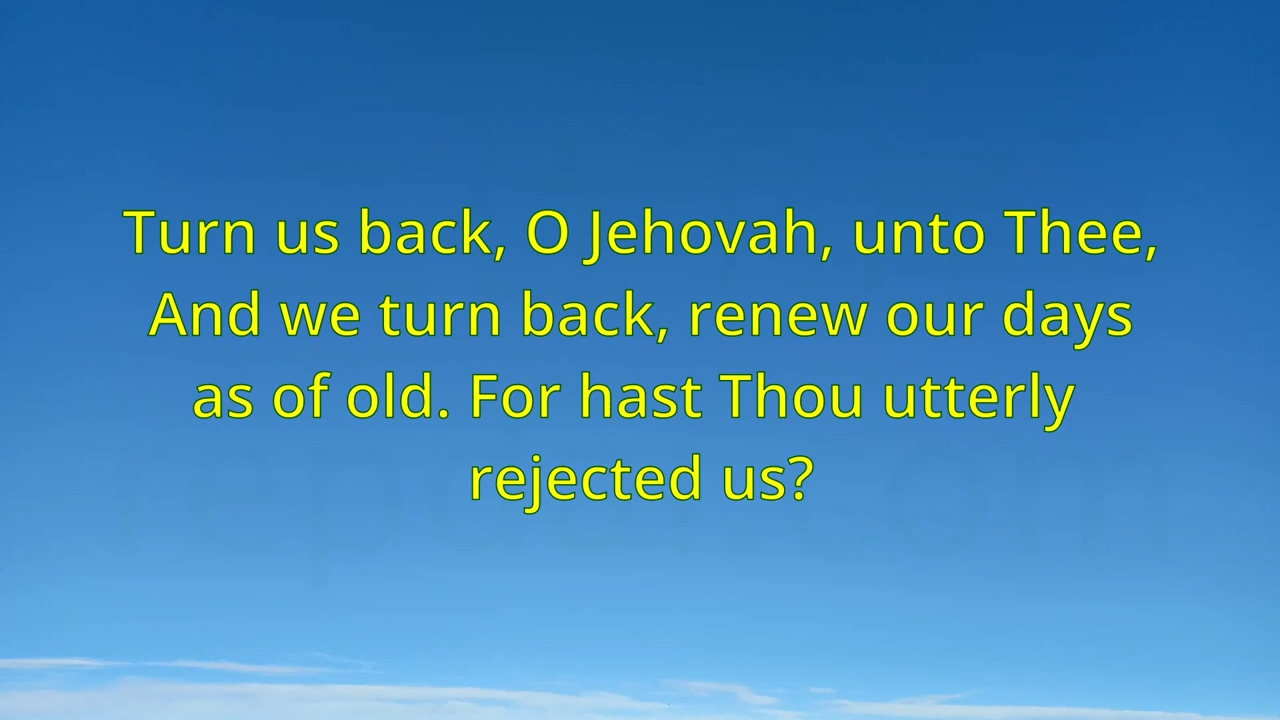 Turn us back, O Jehovah, unto Thee,
And we turn back, renew our days
as of old. For hast Thou utterly
rejected us?